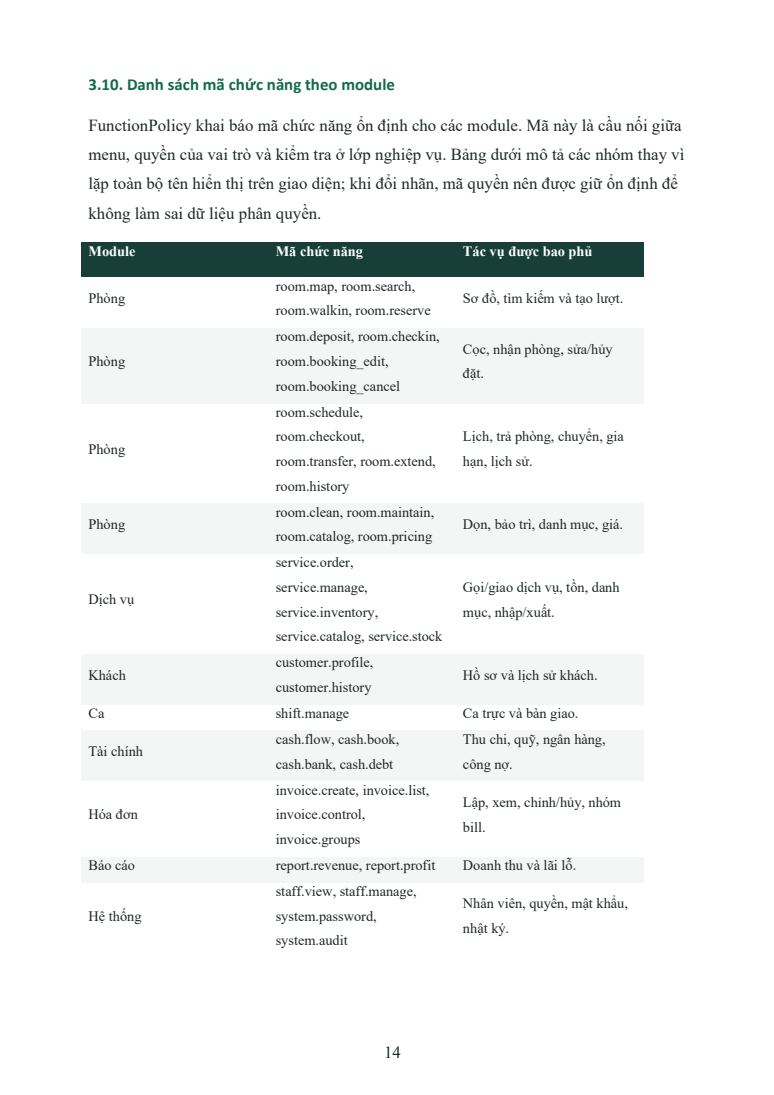 3.10. Danh sách mã chức năng theo module
FunctionPolicy khai báo mã chức năng ổn định cho các module. Mã này là cầu nối giữa
menu, quyền của vai trò và kiểm tra ở lớp nghiệp vụ. Bảng dưới mô tả các nhóm thay vì
lặp toàn bộ tên hiển thị trên giao diện; khi đổi nhãn, mã quyền nên được giữ ổn định để
không làm sai dữ liệu phân quyền.
Module Mã chức năng Tác vụ được bao phủ
Phòng
room.map, room.search,
room.walkin, room.reserve
Sơ đồ, tìm kiếm và tạo lượt.
Phòng
room.deposit, room.checkin,
room.booking_edit,
room.booking_cancel
Cọc, nhận phòng, sửa/hủy
đặt.
Phòng
room.schedule,
room.checkout,
room.transfer, room.extend,
room.history
Lịch, trả phòng, chuyển, gia
hạn, lịch sử.
Phòng
room.clean, room.maintain,
room.catalog, room.pricing
Dọn, bảo trì, danh mục, giá.
Dịch vụ
service.order,
service.manage,
service.inventory,
service.catalog, service.stock
Gọi/giao dịch vụ, tồn, danh
mục, nhập/xuất.
Khách
customer.profile,
customer.history
Hồ sơ và lịch sử khách.
Ca shift.manage Ca trực và bàn giao.
Tài chính
cash.flow, cash.book,
cash.bank, cash.debt
Thu chi, quỹ, ngân hàng,
công nợ.
Hóa đơn
invoice.create, invoice.list,
invoice.control,
invoice.groups
Lập, xem, chỉnh/hủy, nhóm
bill.
Báo cáo report.revenue, report.profit Doanh thu và lãi lỗ.
Hệ thống
staff.view, staff.manage,
system.password,
system.audit
Nhân viên, quyền, mật khẩu,
nhật ký.
14